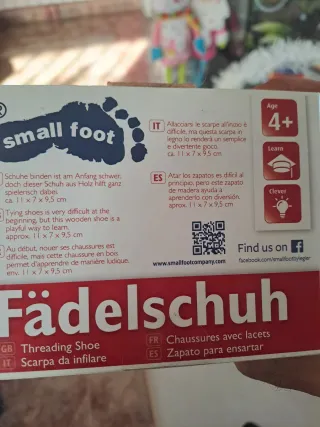 ®
small foot
Schuhe binden ist am Anfang schwer,
doch dieser Schuh aus Holz hilft ganz
spielerisch dabei.
ca. 11 x 7 x 9,5 cm
Tying shoes is very difficult at the
beginning, but this wooden shoe is a
playful way to learn.
approx. 11 x 7 x 9,5 cm
Au début, nouer ses chaussures est
difficile, mais cette chaussure en bois
permet d'apprendre de manière ludique.
env. 11 x 7 x 9,5 cm
IT
Allacciare le scarpe all'inizio è
difficile, ma questa scarpa in
legno lo renderà un semplice
e divertente gioco.
ca. 11 x 7 x 9,5 cm
ES
Atar los zapatos es difícil al
principio, pero este zapato
de madera ayuda a
aprenderlo con diversión.
aprox. 11 x 7 x 9,5 cm
Age
4+
Learn
Clever
www.smallfootcompany.com
Find us on f
facebook.com/smallfootbylegler
Fädelschuh
GB Threading Shoe
IT Scarpa da infilare
FR Chaussures avec lacets
ES Zapato para ensartar